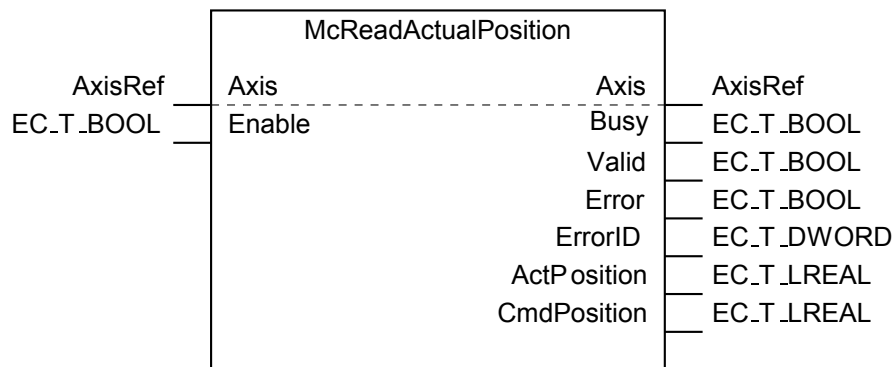 McReadActualPosition
AxisRef Axis Axis AxisRef
EC_T_BOOL Enable Busy EC_T_BOOL
Valid EC_T_BOOL
Error EC_T_BOOL
ErrorID EC_T_DWORD
ActPosition EC_T_LREAL
CmdPosition EC_T_LREAL